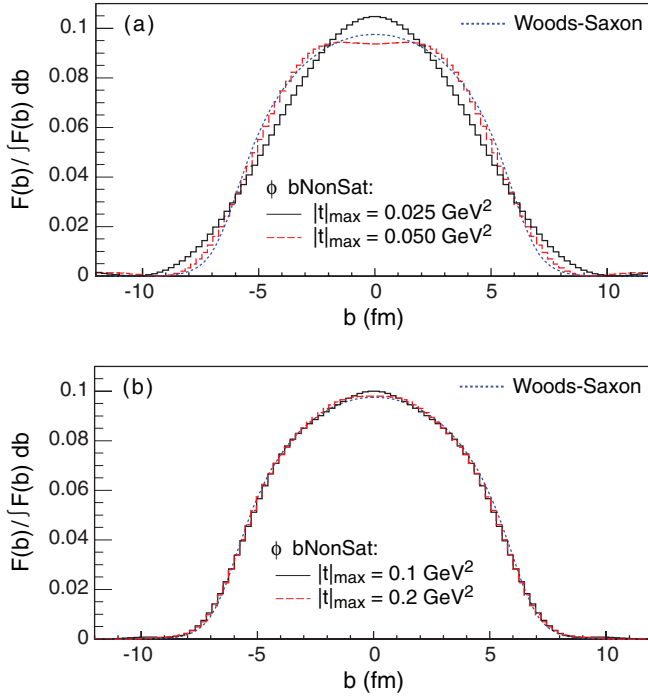 (a)
Woods-Saxon
0.1
0.08
0.06
0.04
0.02
0
F(b)/ ∫F(b) db
ϕ bNonSat:
|t|max = 0.025 GeV²
|t|max = 0.050 GeV²
-10 -5 0 5 10
b (fm)
(b)
Woods-Saxon
0.1
0.08
0.06
0.04
0.02
0
F(b)/ ∫F(b) db
ϕ bNonSat:
|t|max = 0.1 GeV²
|t|max = 0.2 GeV²
-10 -5 0 5 10
b (fm)